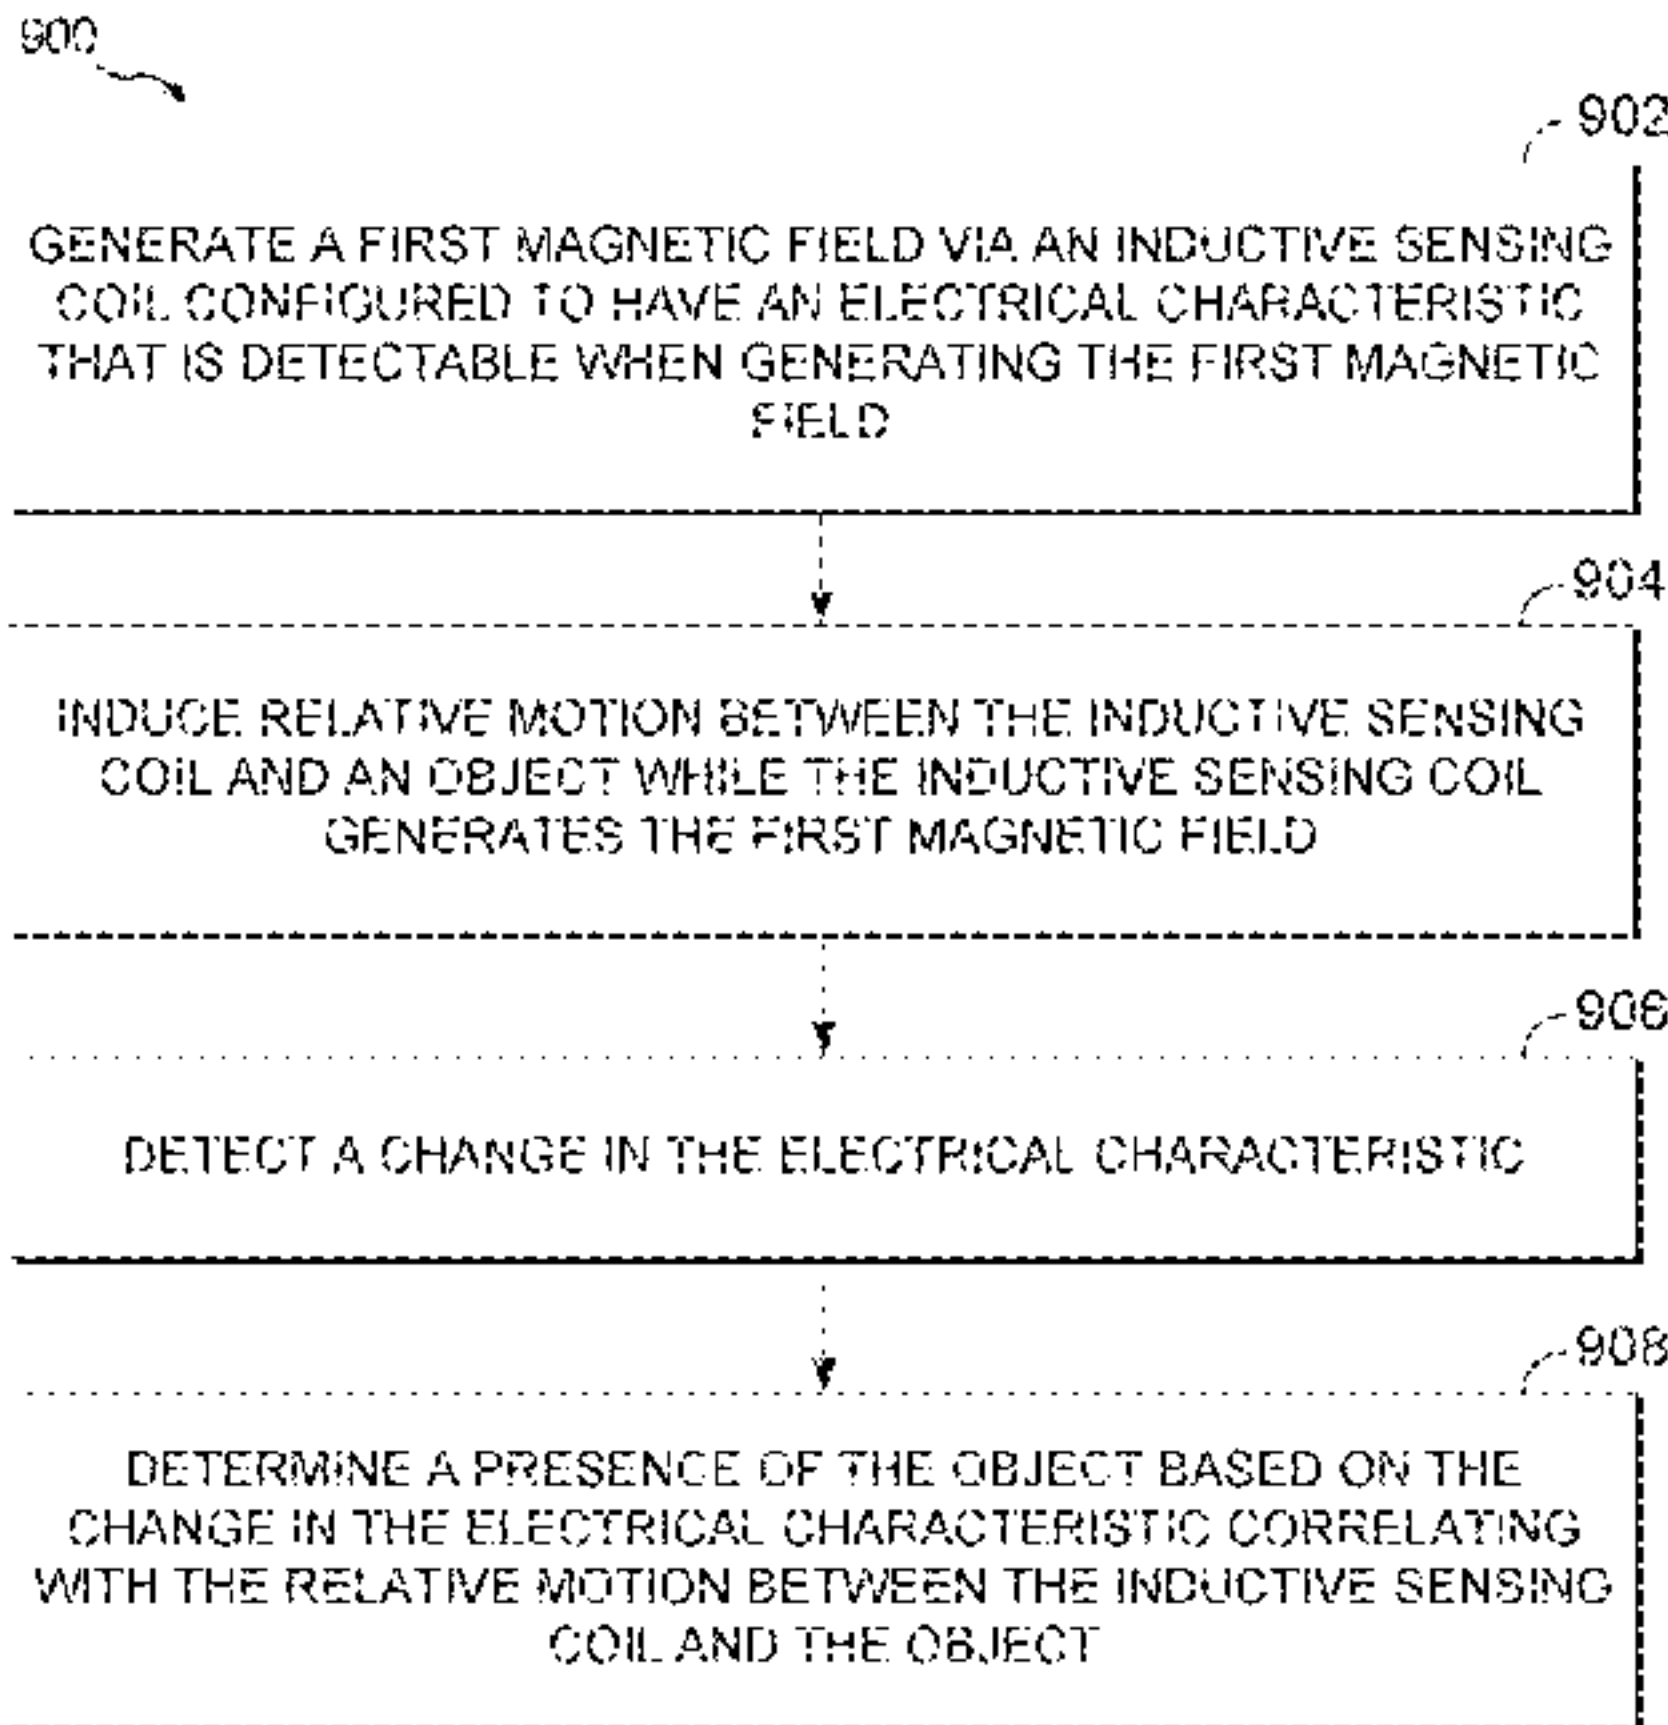 900
902
GENERATE A FIRST MAGNETIC FIELD VIA AN INDUCTIVE SENSING
COIL CONFIGURED TO HAVE AN ELECTRICAL CHARACTERISTIC
THAT IS DETECTABLE WHEN GENERATING THE FIRST MAGNETIC
FIELD
904
INDUCE RELATIVE MOTION BETWEEN THE INDUCTIVE SENSING
COIL AND AN OBJECT WHILE THE INDUCTIVE SENSING COIL
GENERATES THE FIRST MAGNETIC FIELD
906
DETECT A CHANGE IN THE ELECTRICAL CHARACTERISTIC
908
DETERMINE A PRESENCE OF THE OBJECT BASED ON THE
CHANGE IN THE ELECTRICAL CHARACTERISTIC CORRELATING
WITH THE RELATIVE MOTION BETWEEN THE INDUCTIVE SENSING
COIL AND THE OBJECT